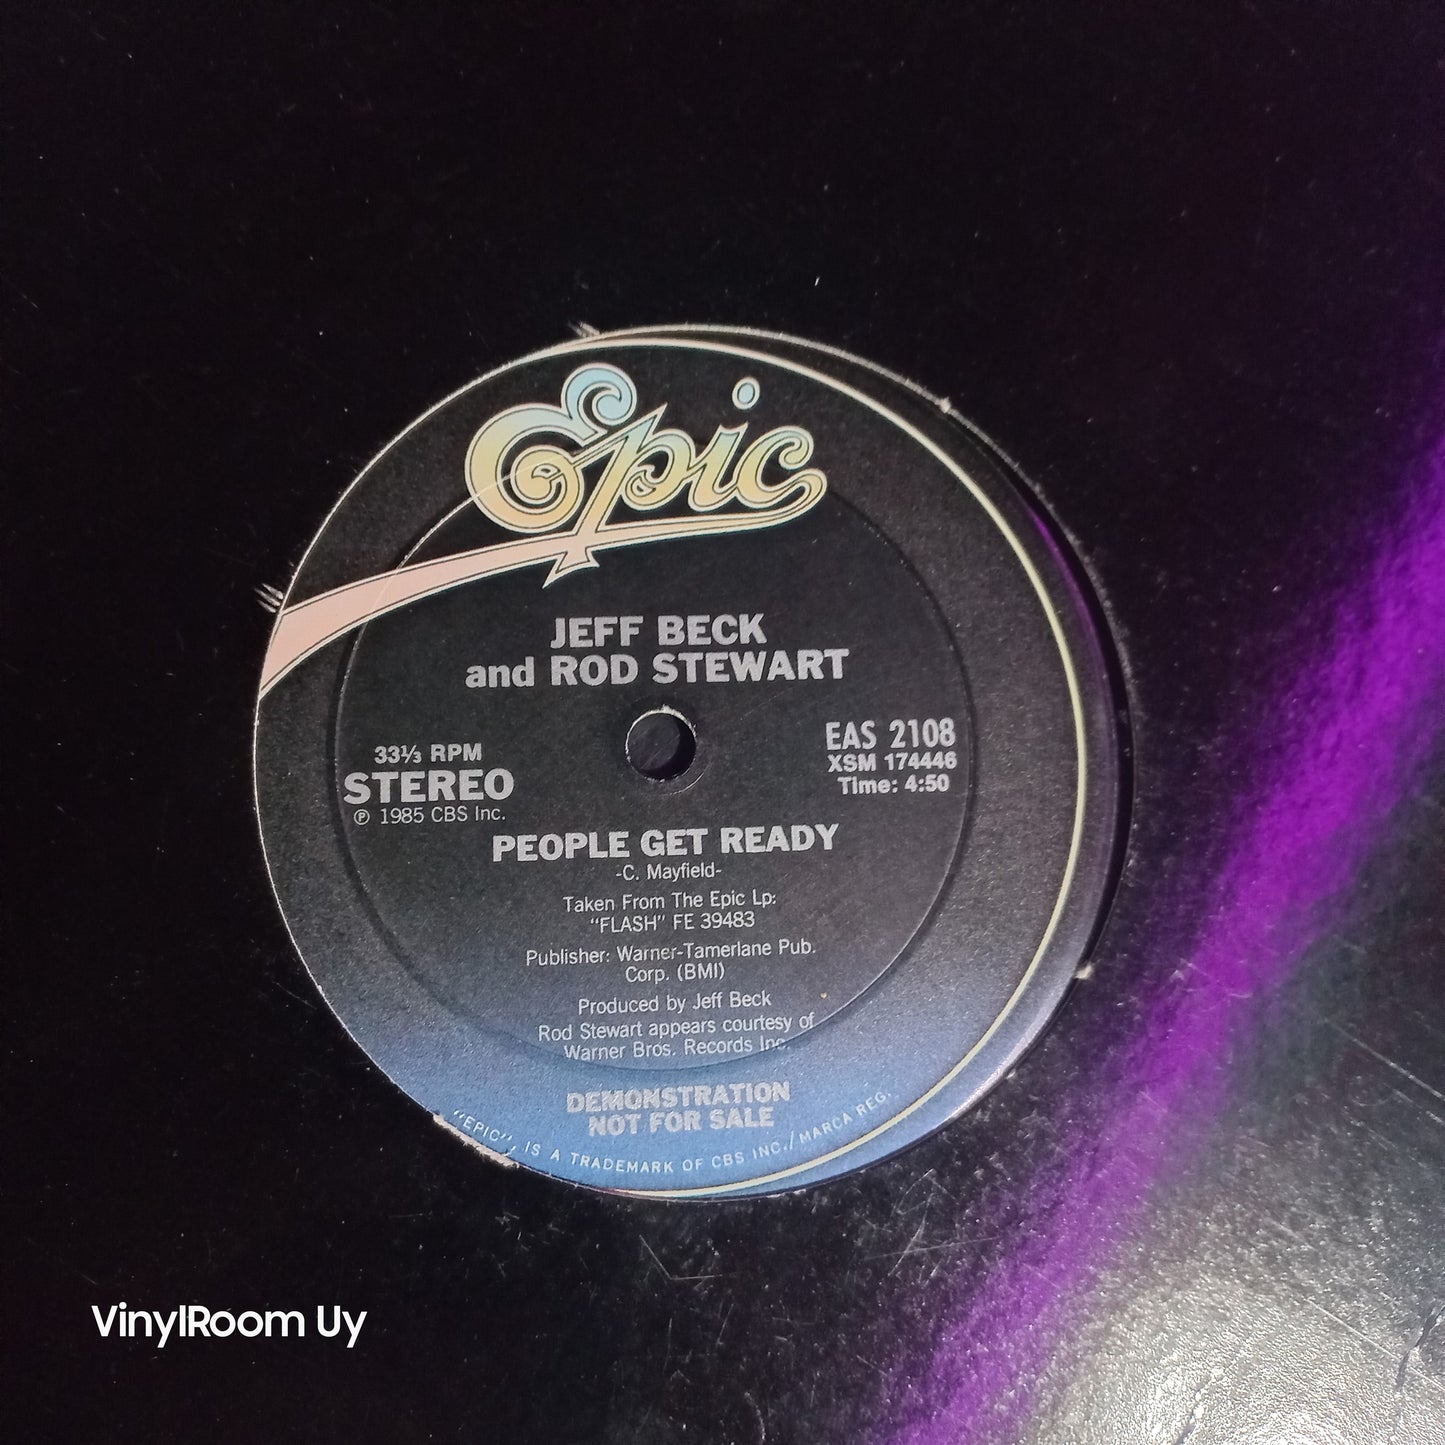 Epic
JEFF BECK
and ROD STEWART
33⅓ RPM
STEREO
℗ 1985 CBS Inc.
EAS 2108
XSM 174446
Time: 4:50
PEOPLE GET READY
-C. Mayfield-
Taken From The Epic Lp:
"FLASH" FE 39483
Publisher: Warner-Tamerlane Pub.
Corp. (BMI)
Produced by Jeff Beck
Rod Stewart appears courtesy of
Warner Bros. Records Inc.
DEMONSTRATION
NOT FOR SALE
"EPIC", IS A TRADEMARK OF CBS INC./MARCA REG.
VinylRoom Uy